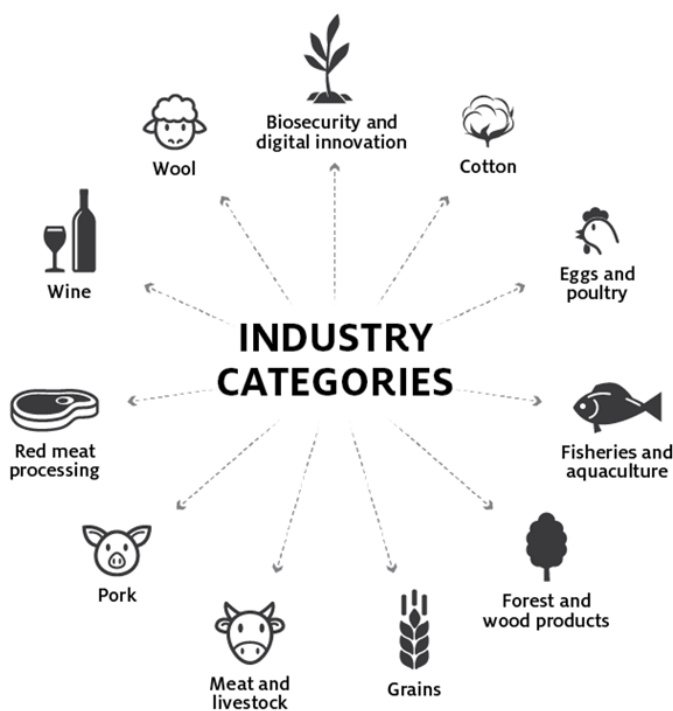 Biosecurity and
digital innovation
Wool
Cotton
Wine
Eggs and
poultry
INDUSTRY
CATEGORIES
Red meat
processing
Fisheries and
aquaculture
Pork
Forest and
wood products
Meat and
livestock
Grains